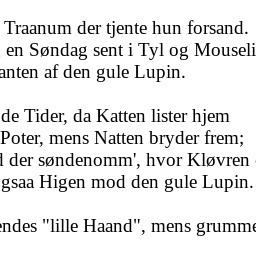 Traanum der tjente hun forsand.
en Søndag sent i Tyl og Mouseli
anten af den gule Lupin.
de Tider, da Katten lister hjem
Poter, mens Natten bryder frem;
der søndenomm', hvor Kløvren
gsaa Higen mod den gule Lupin.
endes "lille Haand", mens grumme